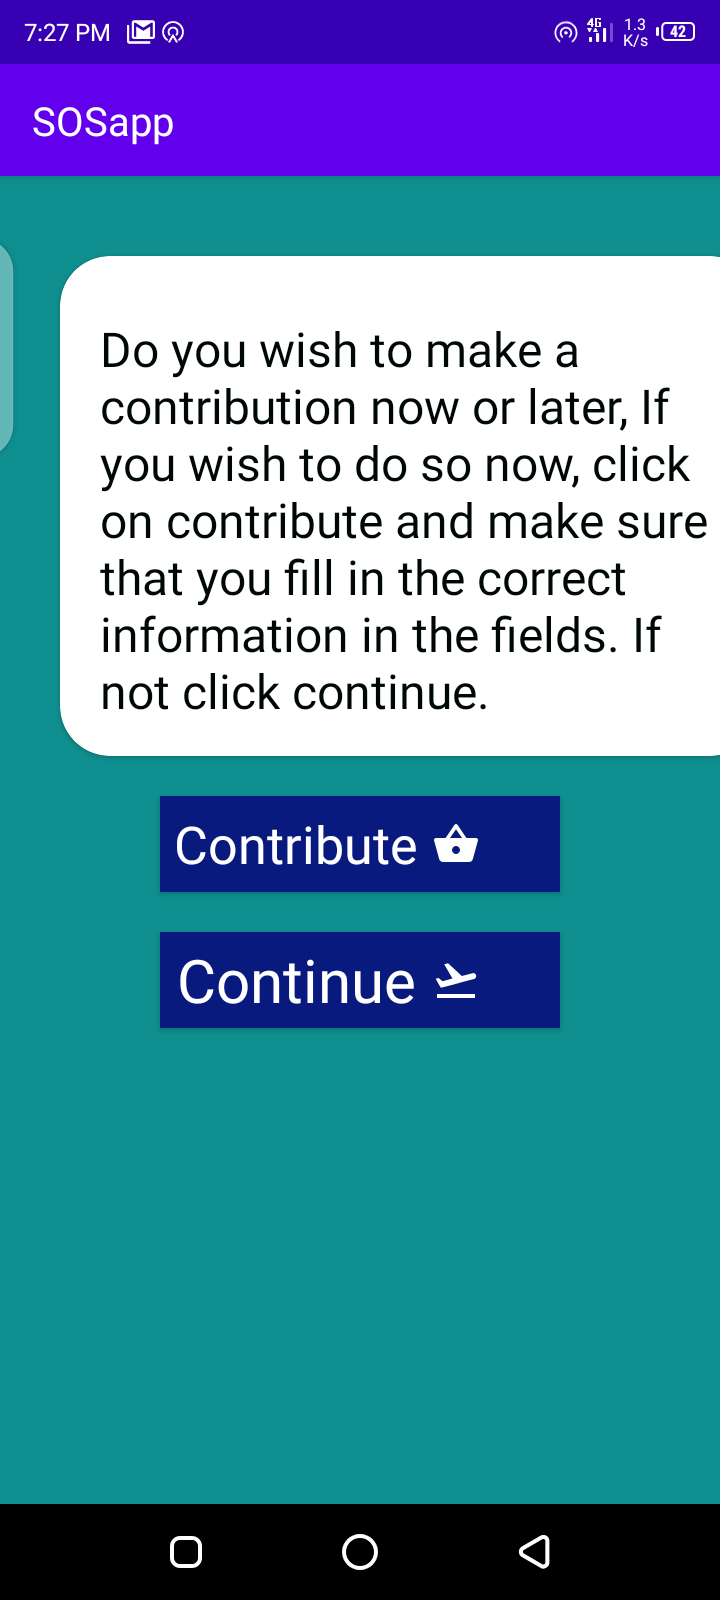 7:27 PM 4G 1.3 K/s 42
SOSapp
Do you wish to make a
contribution now or later, If
you wish to do so now, click
on contribute and make sure
that you fill in the correct
information in the fields. If
not click continue.
Contribute
Continue